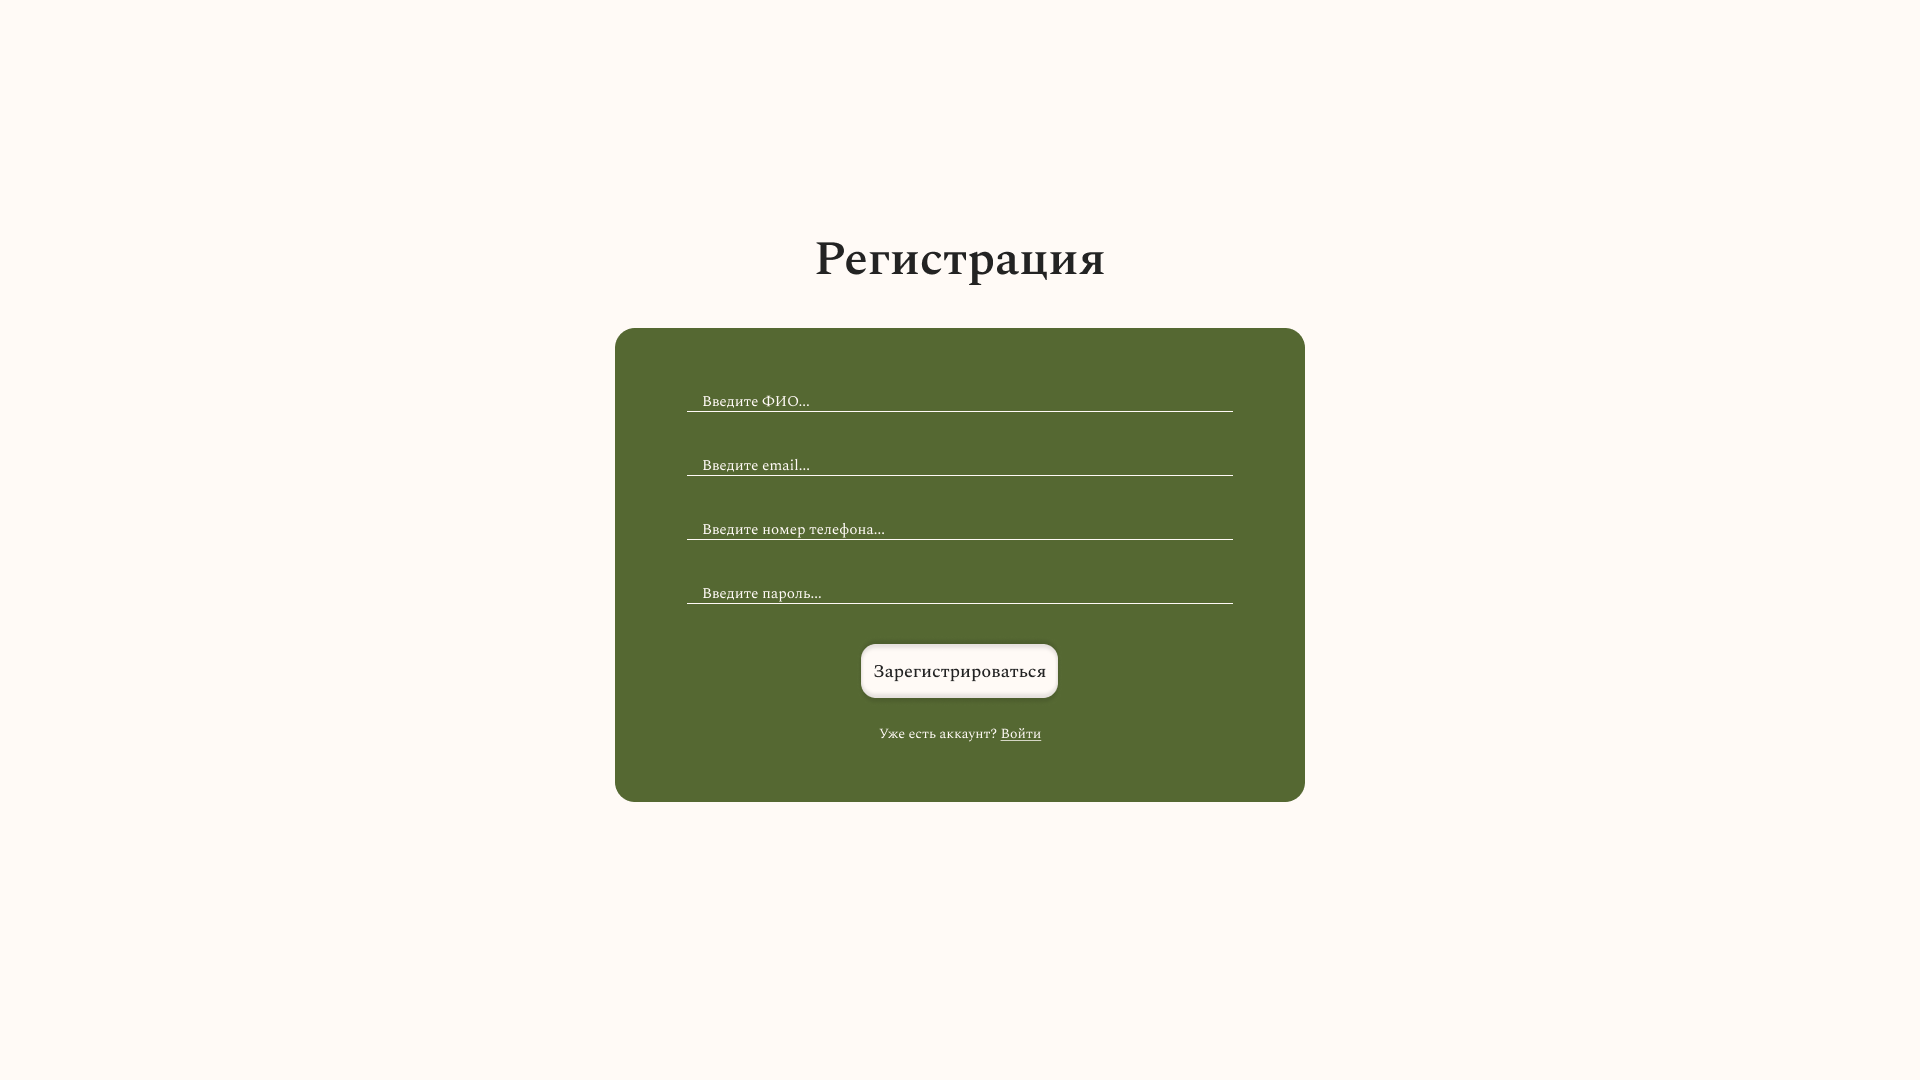 Регистрация
Введите ФИО...
Введите email...
Введите номер телефона...
Введите пароль...
Зарегистрироваться
Уже есть аккаунт? Войти